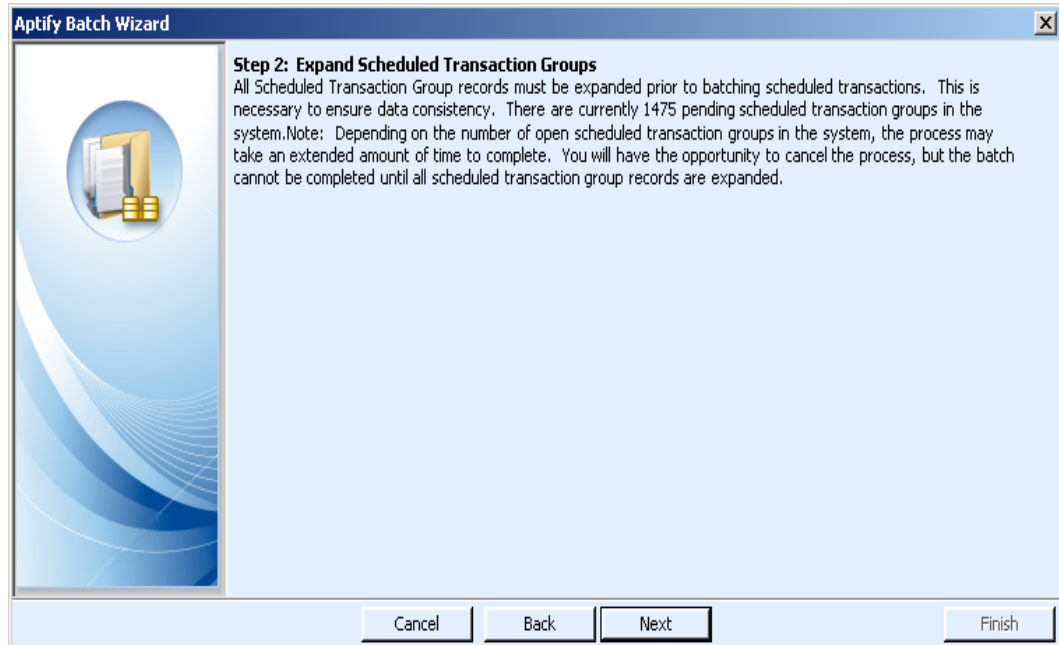 Aptify Batch Wizard
Step 2: Expand Scheduled Transaction Groups
All Scheduled Transaction Group records must be expanded prior to batching scheduled transactions. This is
necessary to ensure data consistency. There are currently 1475 pending scheduled transaction groups in the
system.Note: Depending on the number of open scheduled transaction groups in the system, the process may
take an extended amount of time to complete. You will have the opportunity to cancel the process, but the batch
cannot be completed until all scheduled transaction group records are expanded.
Cancel Back Next Finish